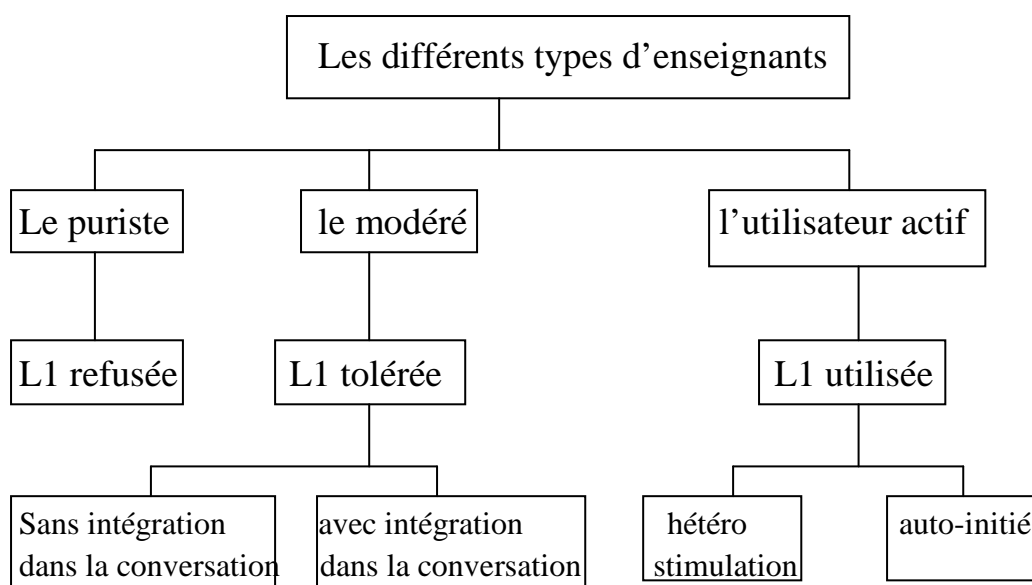 Les différents types d’enseignants
Le puriste
le modéré
l’utilisateur actif
L1 refusée
L1 tolérée
L1 utilisée
Sans intégration
dans la conversation
avec intégration
dans la conversation
hétéro
stimulation
auto-initié